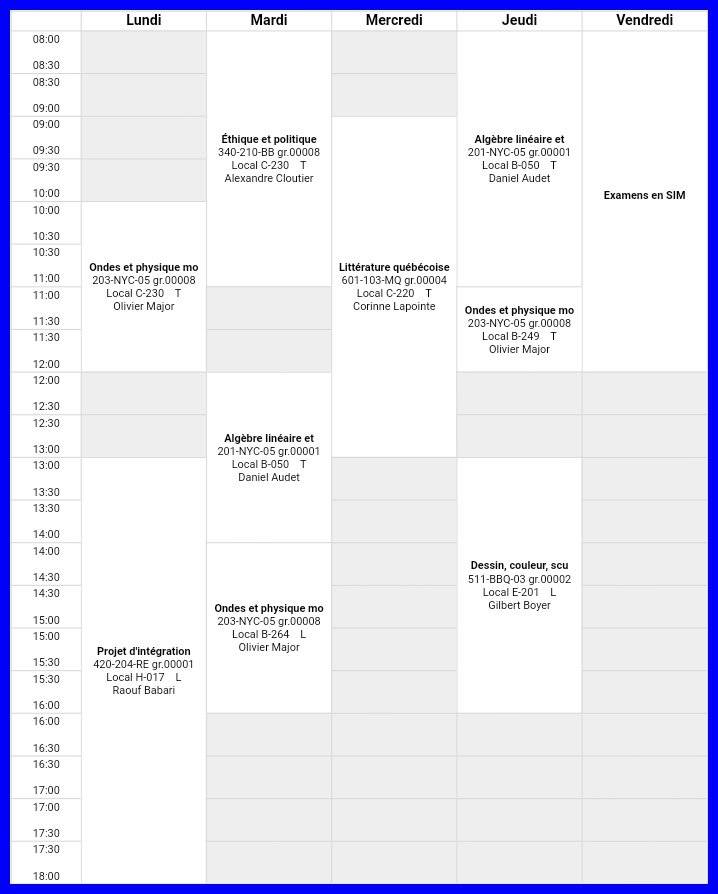 Lundi Mardi Mercredi Jeudi Vendredi
08:00
08:30
08:30
09:00
09:00
09:30
09:30
10:00
10:00
10:30
10:30
11:00
11:00
11:30
11:30
12:00
12:00
12:30
12:30
13:00
13:00
13:30
13:30
14:00
14:00
14:30
14:30
15:00
15:00
15:30
15:30
16:00
16:00
16:30
16:30
17:00
17:00
17:30
17:30
18:00
Ondes et physique mo
203-NYC-05 gr.00008
Local C-230 T
Olivier Major
Projet d'intégration
420-204-RE gr.00001
Local H-017 L
Raouf Babari
Éthique et politique
340-210-BB gr.00008
Local C-230 T
Alexandre Cloutier
Algèbre linéaire et
201-NYC-05 gr.00001
Local B-050 T
Daniel Audet
Ondes et physique mo
203-NYC-05 gr.00008
Local B-264 L
Olivier Major
Littérature québécoise
601-103-MQ gr.00004
Local C-220 T
Corinne Lapointe
Algèbre linéaire et
201-NYC-05 gr.00001
Local B-050 T
Daniel Audet
Ondes et physique mo
203-NYC-05 gr.00008
Local B-249 T
Olivier Major
Dessin, couleur, scu
511-BBQ-03 gr.00002
Local E-201 L
Gilbert Boyer
Examens en SIM